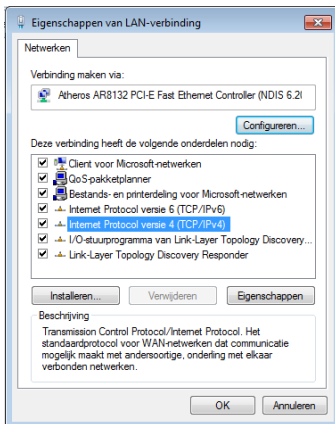 Eigenschappen van LAN-verbinding
Netwerken
Verbinding maken via:
Atheros AR8132 PCI-E Fast Ethernet Controller (NDIS 6.20
Configureren...
Deze verbinding heeft de volgende onderdelen nodig:
Client voor Microsoft-netwerken
QoS-pakketplanner
Bestands- en printerdeling voor Microsoft-netwerken
Internet Protocol versie 6 (TCP/IPv6)
Internet Protocol versie 4 (TCP/IPv4)
I/O-stuurprogramma van Link-Layer Topology Discovery...
Link-Layer Topology Discovery Responder
Installeren...
Verwijderen
Eigenschappen
Beschrijving
Transmission Control Protocol/Internet Protocol. Het
standaardprotocol voor WAN-netwerken dat communicatie
mogelijk maakt met andersoortige, onderling met elkaar
verbonden netwerken.
OK
Annuleren